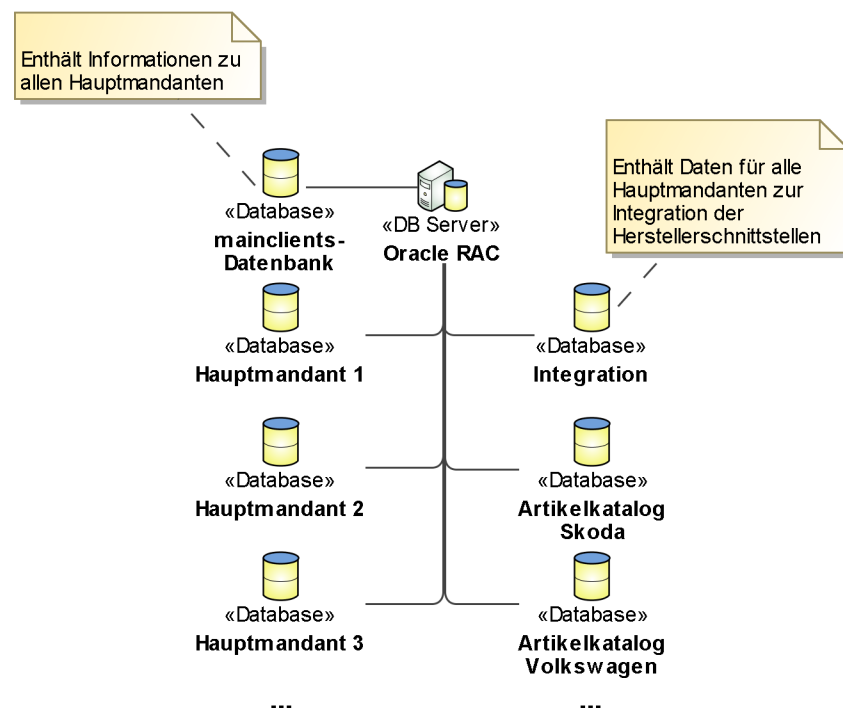 Enthält Informationen zu
allen Hauptmandanten
Enthält Daten für alle
Hauptmandanten zur
Integration der
Herstellerschnittstellen
«Database»
mainclients-
Datenbank
«DB Server»
Oracle RAC
«Database»
Hauptmandant 1
«Database»
Integration
«Database»
Hauptmandant 2
«Database»
Artikelkatalog
Skoda
«Database»
Hauptmandant 3
«Database»
Artikelkatalog
Volkswagen
...
...